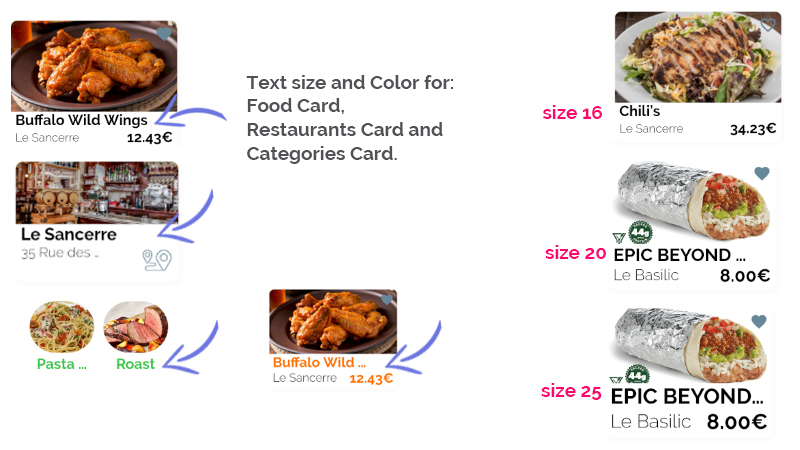 Buffalo Wild Wings
Le Sancerre 12.43€
Le Sancerre
35 Rue des ..
Pasta ... Roast
Text size and Color for:
Food Card,
Restaurants Card and
Categories Card.
Buffalo Wild ...
Le Sancerre 12.43€
size 16
Chili's
Le Sancerre 34.23€
size 20
44g
EPIC BEYOND ...
Le Basilic 8.00€
size 25
44g
EPIC BEYOND...
Le Basilic 8.00€